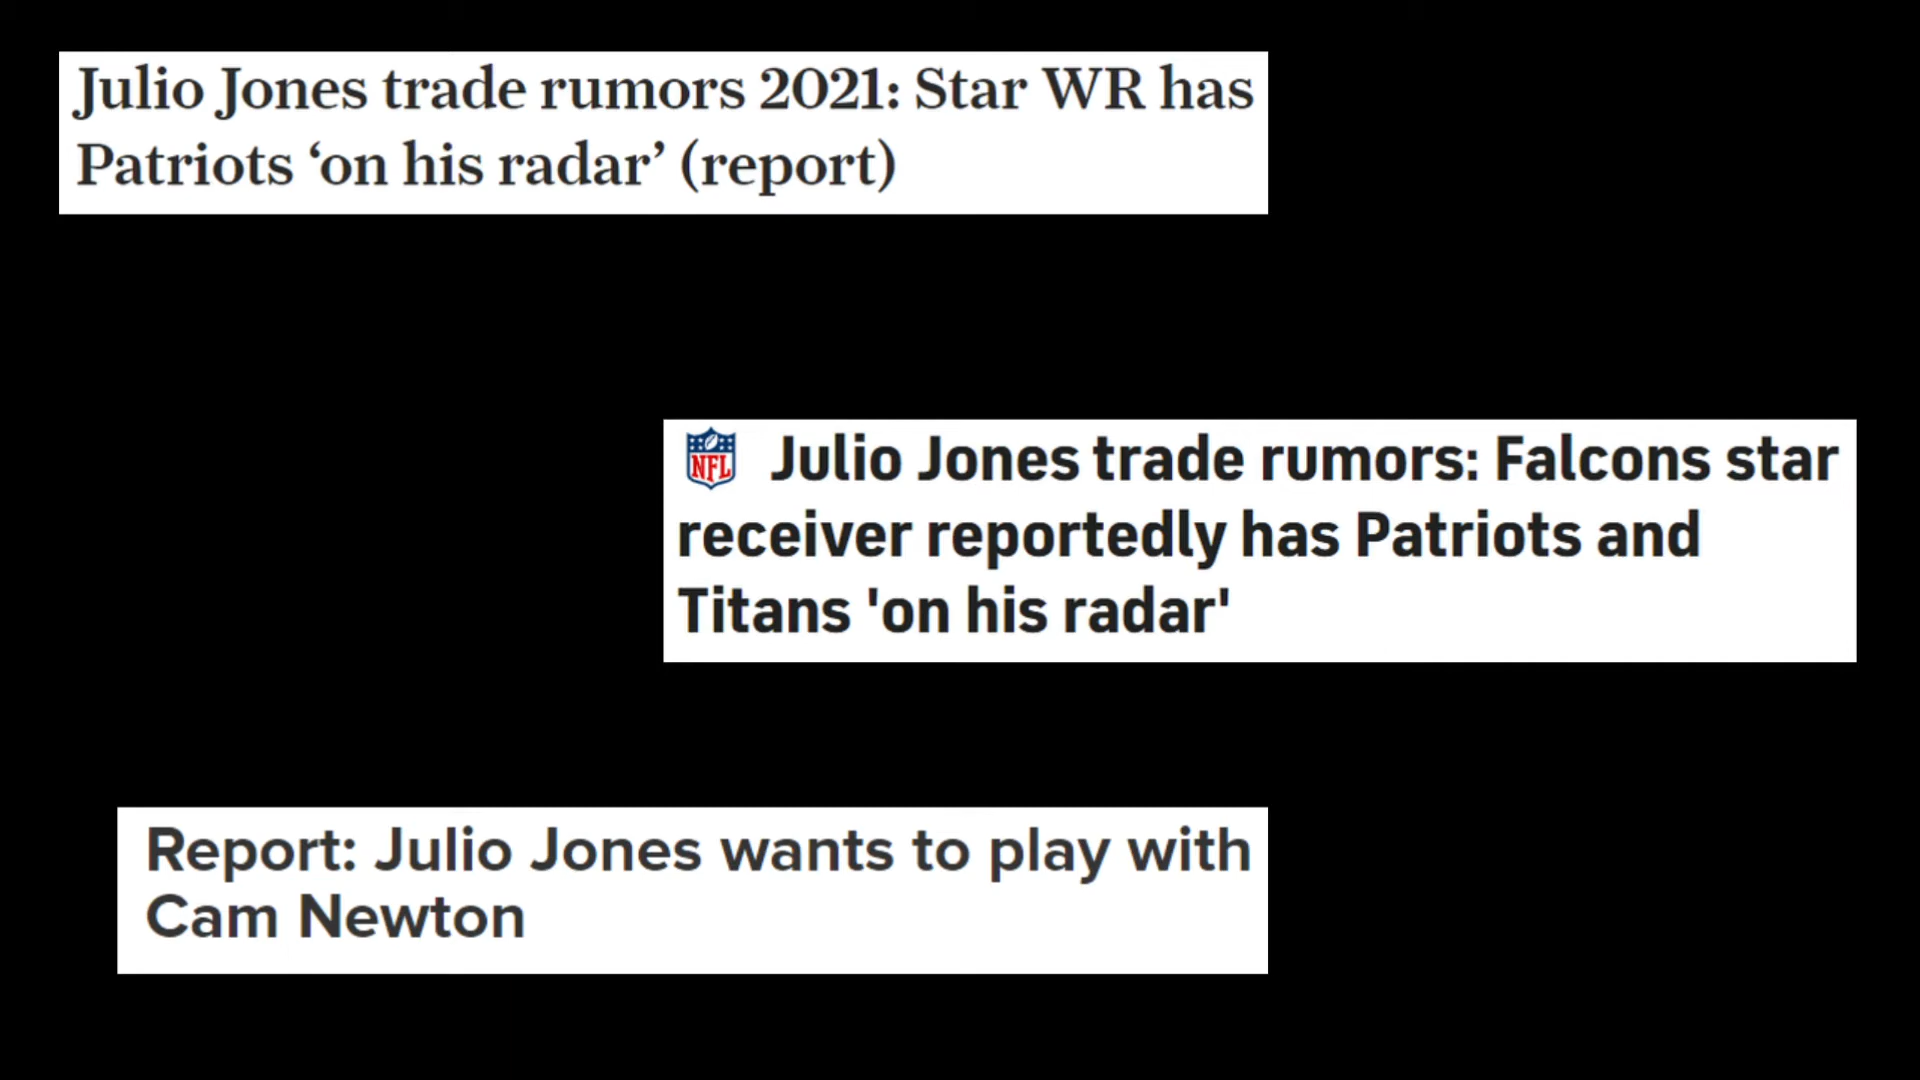 Julio Jones trade rumors 2021: Star WR has
Patriots ‘on his radar’ (report)
NFL Julio Jones trade rumors: Falcons star
receiver reportedly has Patriots and
Titans 'on his radar'
Report: Julio Jones wants to play with
Cam Newton